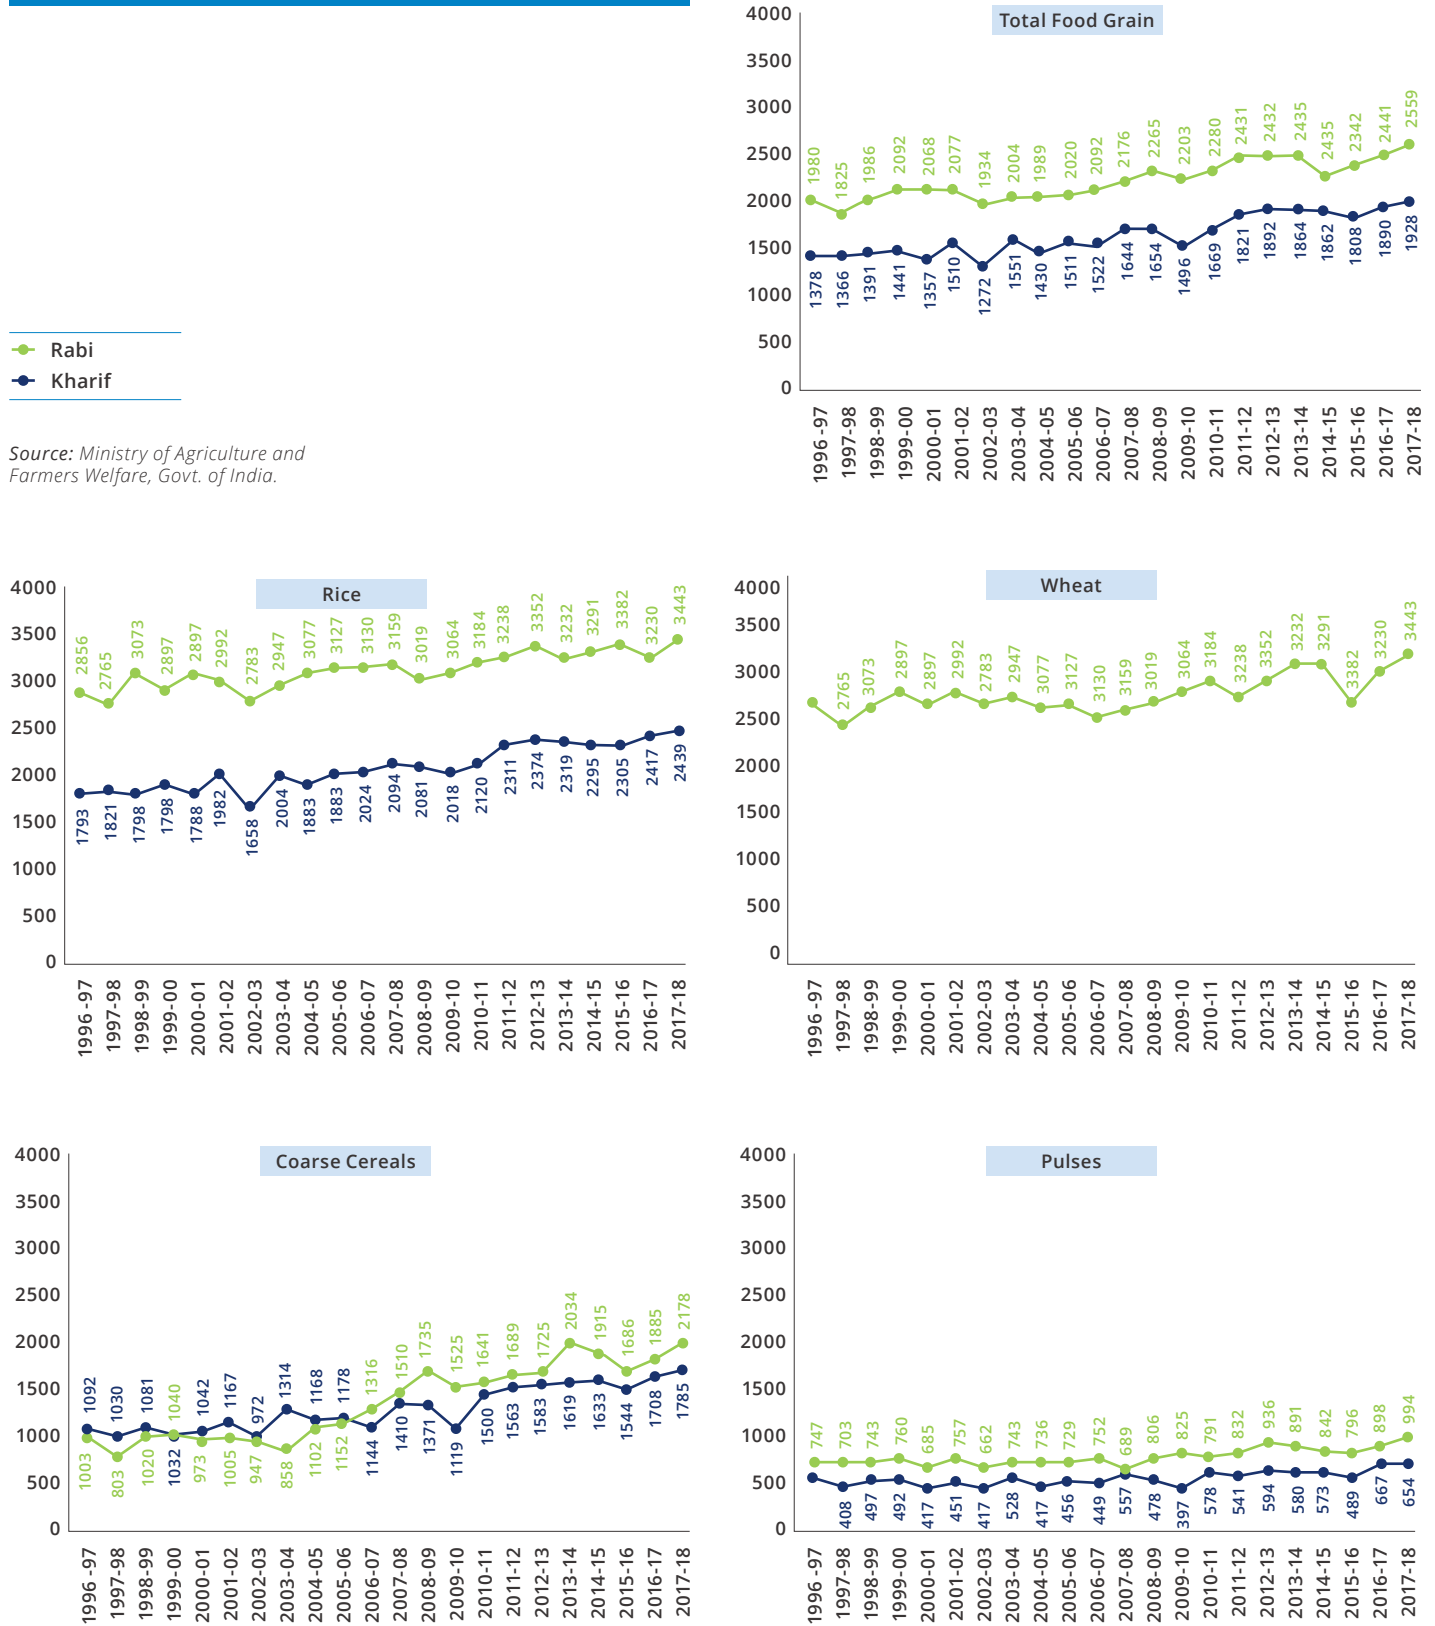 Rabi
Kharif
Source: Ministry of Agriculture and
Farmers Welfare, Govt. of India.
Total Food Grain
4000
3500
3000
2500
2000
1500
1000
500
0
1980 1825 1986 2092 2068 2077 1934 2004 1989 2020 2092 2176 2265 2203 2280 2431 2432 2435 2435 2342 2441 2559
1378 1366 1391 1441 1357 1510 1272 1551 1430 1511 1522 1644 1654 1496 1669 1821 1892 1864 1862 1808 1890 1928
1996 -97 1997-98 1998-99 1999-00 2000-01 2001-02 2002-03 2003-04 2004-05 2005-06 2006-07 2007-08 2008-09 2009-10 2010-11 2011-12 2012-13 2013-14 2014-15 2015-16 2016-17 2017-18
Rice
4000
3500
3000
2500
2000
1500
1000
500
0
2856 2765 3073 2897 2897 2992 2783 2947 3077 3127 3130 3159 3019 3064 3184 3238 3352 3232 3291 3382 3230 3443
1793 1821 1798 1798 1788 1982 1658 2004 1883 1883 2024 2094 2081 2018 2120 2311 2374 2319 2295 2305 2417 2439
1996 -97 1997-98 1998-99 1999-00 2000-01 2001-02 2002-03 2003-04 2004-05 2005-06 2006-07 2007-08 2008-09 2009-10 2010-11 2011-12 2012-13 2013-14 2014-15 2015-16 2016-17 2017-18
Wheat
4000
3500
3000
2500
2000
1500
1000
500
0
2765 3073 2897 2897 2992 2783 2947 3077 3127 3130 3159 3019 3064 3184 3238 3352 3232 3291 3382 3230 3443
1996 -97 1997-98 1998-99 1999-00 2000-01 2001-02 2002-03 2003-04 2004-05 2005-06 2006-07 2007-08 2008-09 2009-10 2010-11 2011-12 2012-13 2013-14 2014-15 2015-16 2016-17 2017-18
Coarse Cereals
4000
3500
3000
2500
2000
1500
1000
500
0
1092 1030 1081 1040 1042 1167 972 1314 1168 1178 1316 1510 1735 1525 1641 1689 1725 2034 1915 1686 1885 2178
1003 803 1020 1032 973 1005 947 858 1102 1152 1144 1410 1371 1119 1500 1563 1583 1619 1633 1544 1708 1785
1996 -97 1997-98 1998-99 1999-00 2000-01 2001-02 2002-03 2003-04 2004-05 2005-06 2006-07 2007-08 2008-09 2009-10 2010-11 2011-12 2012-13 2013-14 2014-15 2015-16 2016-17 2017-18
Pulses
4000
3500
3000
2500
2000
1500
1000
500
0
747 703 743 760 685 757 662 743 736 729 752 689 806 825 791 832 936 891 842 796 898 994
408 497 492 417 451 417 528 417 456 449 557 478 397 578 541 594 580 573 489 667 654
1996 -97 1997-98 1998-99 1999-00 2000-01 2001-02 2002-03 2003-04 2004-05 2005-06 2006-07 2007-08 2008-09 2009-10 2010-11 2011-12 2012-13 2013-14 2014-15 2015-16 2016-17 2017-18